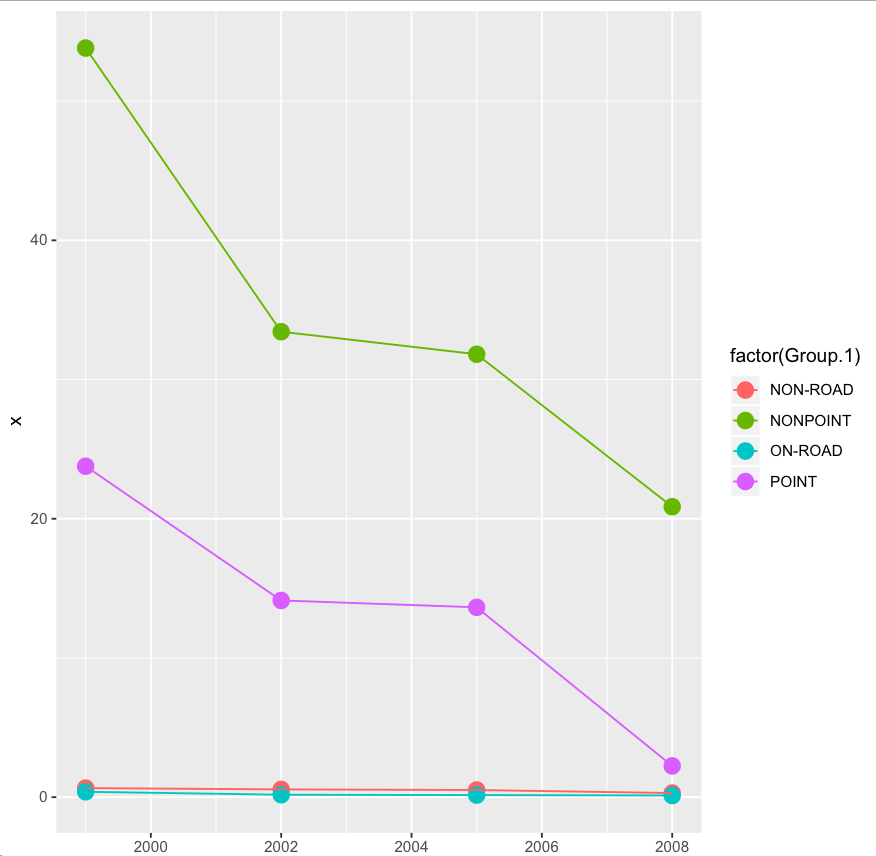 40
20
0
x
2000 2002 2004 2006 2008
factor(Group.1)
NON-ROAD
NONPOINT
ON-ROAD
POINT